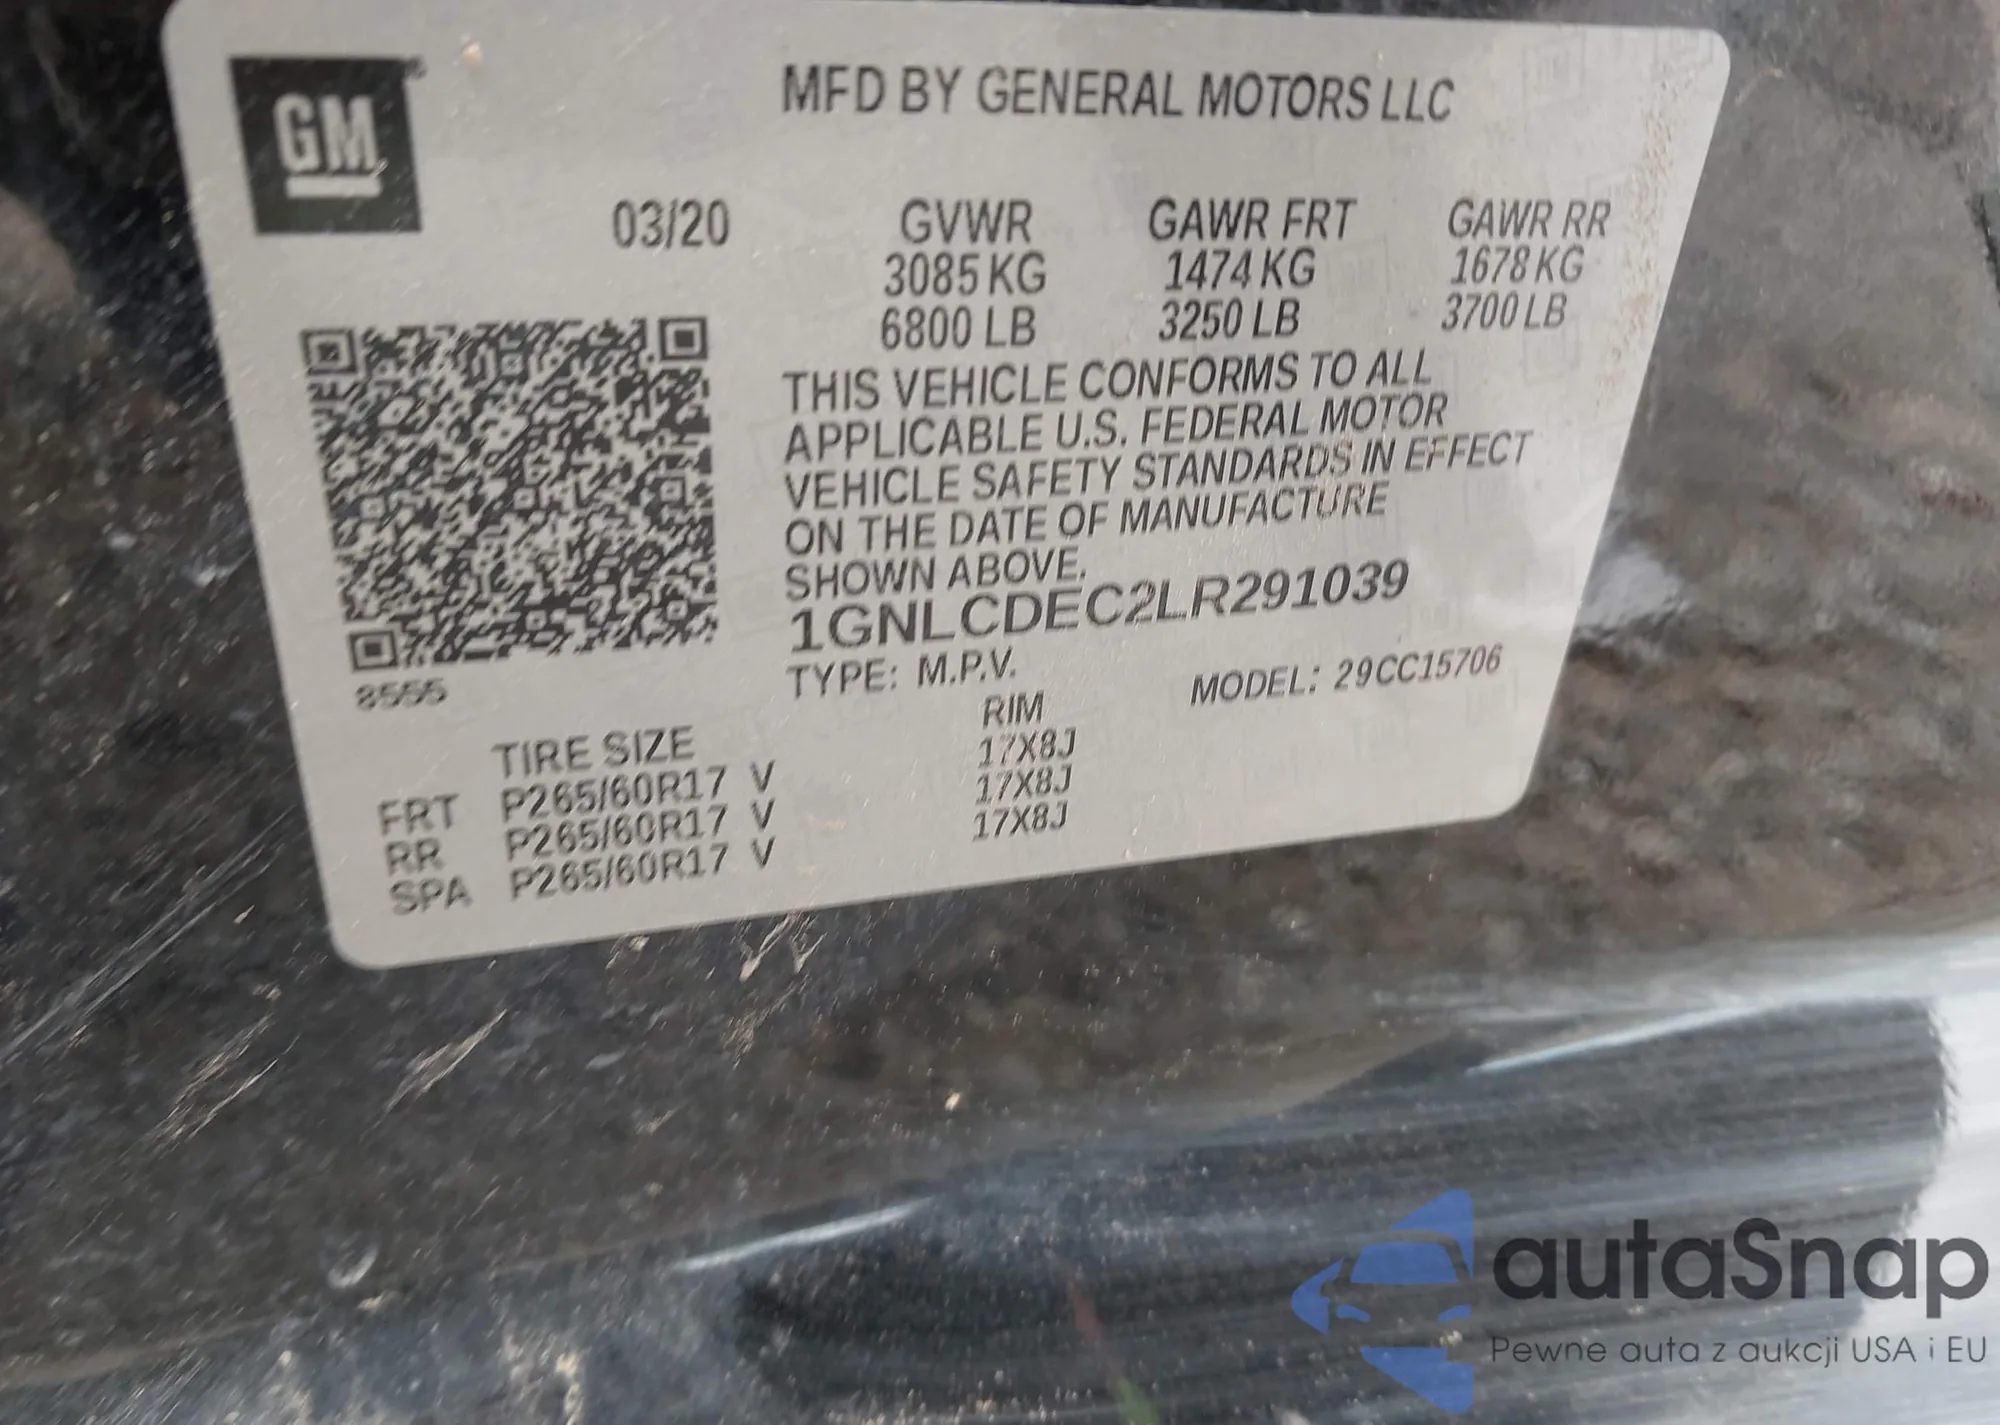 GM
MFD BY GENERAL MOTORS LLC
03/20 GVWR GAWR FRT GAWR RR
3085 KG 1474 KG 1678 KG
6800 LB 3250 LB 3700 LB
THIS VEHICLE CONFORMS TO ALL
APPLICABLE U.S. FEDERAL MOTOR
VEHICLE SAFETY STANDARDS IN EFFECT
ON THE DATE OF MANUFACTURE
SHOWN ABOVE.
1GNLCDEC2LR291039
8555
TYPE: M.P.V. MODEL: 29CC15706
TIRE SIZE RIM
FRT P265/60R17 V 17X8J
RR P265/60R17 V 17X8J
SPA P265/60R17 V 17X8J
autaSnap
Pewne auta z aukcji USA i EU